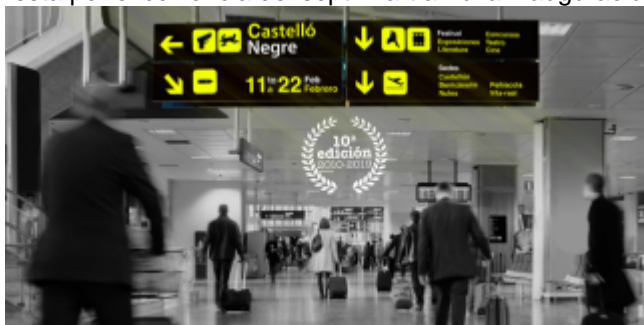 Castelló
Negre
11 a 22 Feb
Febrero
Festival
Exposiciones
Literatura
Concursos
Teatro
Cine
Sedes
Castellón
Benicàssim
Nules
Peñíscola
Vila-real
10ª
edición
2010-2019